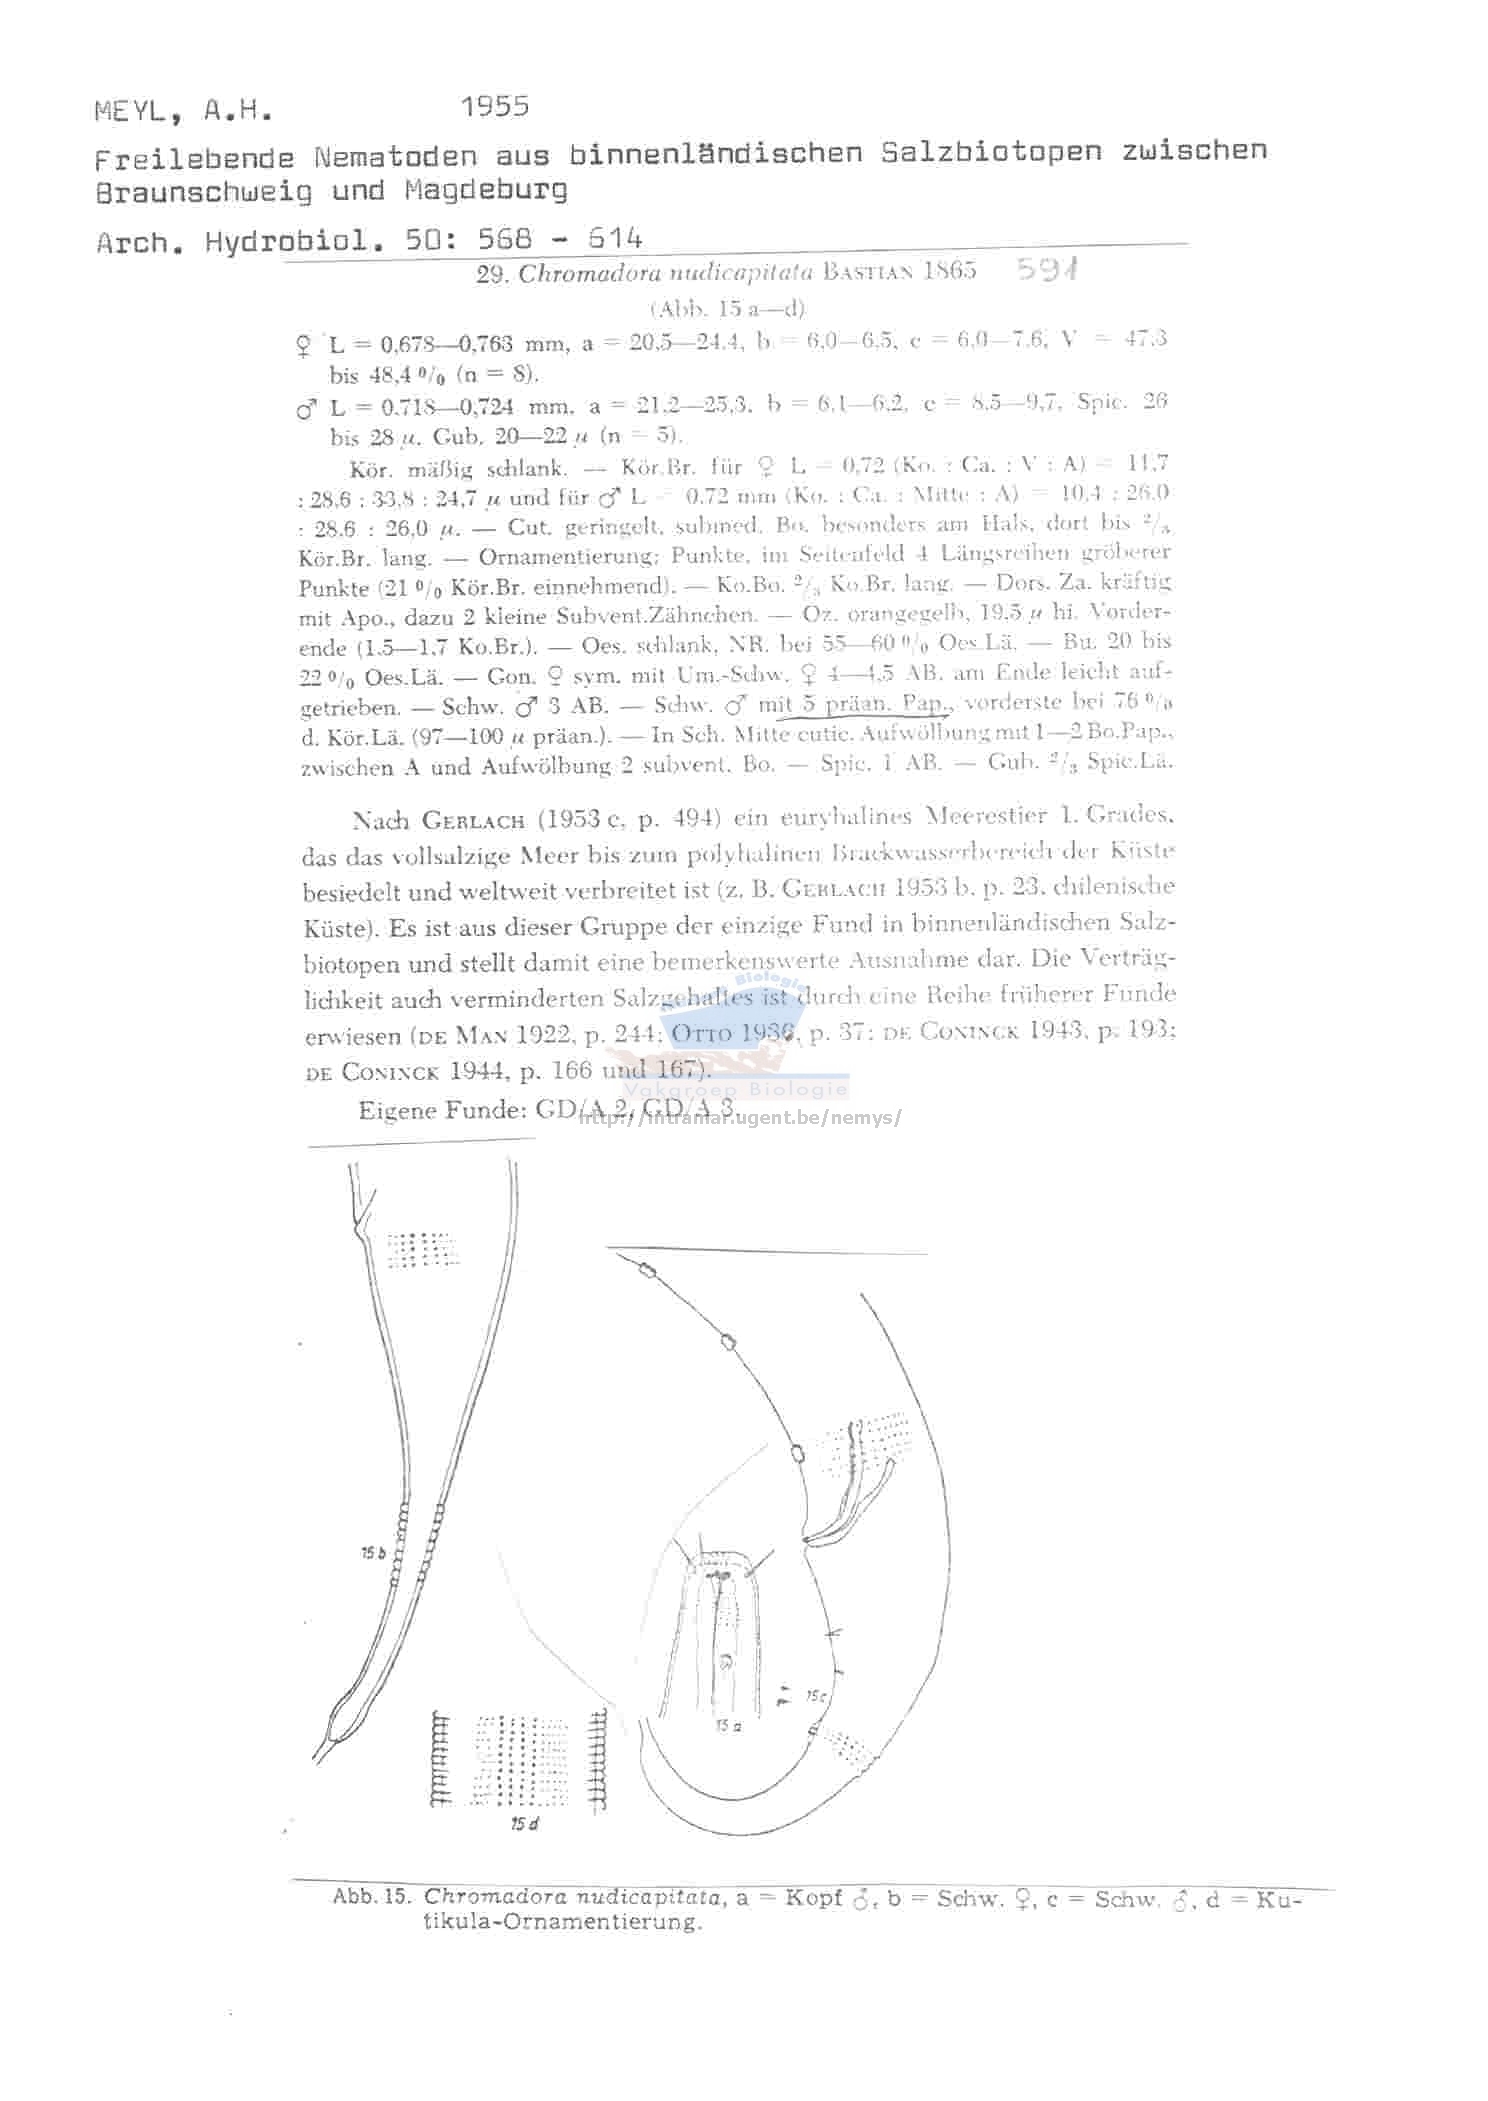 MEYL, A.H. 1955
Freilebende Nematoden aus binnenländischen Salzbiotopen zwischen
Braunschweig und Magdeburg
Arch. Hydrobiol. 50: 568 - 614
29. Chromadora nudicapitata BASTIAN 1865 591
(Abb. 15 a—d)
♀ L = 0,678—0,763 mm, a = 20,5—24,4, b = 6,0—6,5, c = 6,0—7,6, V = 47,3
bis 48,4 % (n = 8).
♂ L = 0,718—0,724 mm, a = 21,2—25,3, b = 6,1—6,2, c = 8,5—9,7, Spic. 26
bis 28 µ, Gub. 20—22 µ (n = 5).
Kör. mäßig schlank. — Kör.Br. für ♀ L = 0,72 (Ko. : Ca. : V : A) = 11,7
: 28,6 : 33,8 : 24,7 µ und für ♂ L = 0,72 mm (Ko. : Ca. : Mitte : A) = 10,4 : 26,0
: 28,6 : 26,0 µ. — Cut. geringelt, submed. Bo. besonders am Hals, dort bis 2/3
Kör.Br. lang. — Ornamentierung: Punkte, im Seitenfeld 4 Längsreihen gröberer
Punkte (21 % Kör.Br. einnehmend). — Ko.Bo. 2/3 Ko.Br. lang. — Dors. Za. kräftig
mit Apo., dazu 2 kleine Subvent.Zähnchen. — Oz. orangegelb, 19,5 µ hi. Vorder-
ende (1,5—1,7 Ko.Br.). — Oes. schlank, NR. bei 55—60 % Oes.Lä. — Bu. 20 bis
22 % Oes.Lä. — Gon. ♀ sym. mit Um.-Schw. ♀ 4—4,5 AB, am Ende leicht auf-
getrieben. — Schw. ♂ 3 AB. — Schw. ♂ mit 5 präan. Pap., vorderste bei 76 %
d. Kör.Lä. (97—100 µ präan.). — In Sch. Mitte cutic. Aufwölbung mit 1—2 Bo.Pap.,
zwischen A und Aufwölbung 2 subvent. Bo. — Spic. 1 AB. — Gub. 2/3 Spic.Lä.
Nach GERLACH (1953 c, p. 494) ein euryhalines Meerestier 1. Grades,
das das vollsalzige Meer bis zum polyhalinen Brackwasserbereich der Küste
besiedelt und weltweit verbreitet ist (z. B. GERLACH 1953 b, p. 23, chilenische
Küste). Es ist aus dieser Gruppe der einzige Fund in binnenländischen Salz-
biotopen und stellt damit eine bemerkenswerte Ausnahme dar. Die Verträg-
lichkeit auch verminderten Salzgehaltes ist durch eine Reihe früherer Funde
erwiesen (DE MAN 1922, p. 244; OTTO 1936, p. 37; DE CONINCK 1943, p. 193;
DE CONINCK 1944, p. 166 und 167).
Eigene Funde: GD/A 2, GD/A 3.
Biologie
Vakgroep Biologie
http://intramar.ugent.be/nemys/
15 b
15 c
15 a
15 d
Abb. 15. Chromadora nudicapitata, a = Kopf ♂, b = Schw. ♀, c = Schw. ♂, d = Ku-
tikula-Ornamentierung.